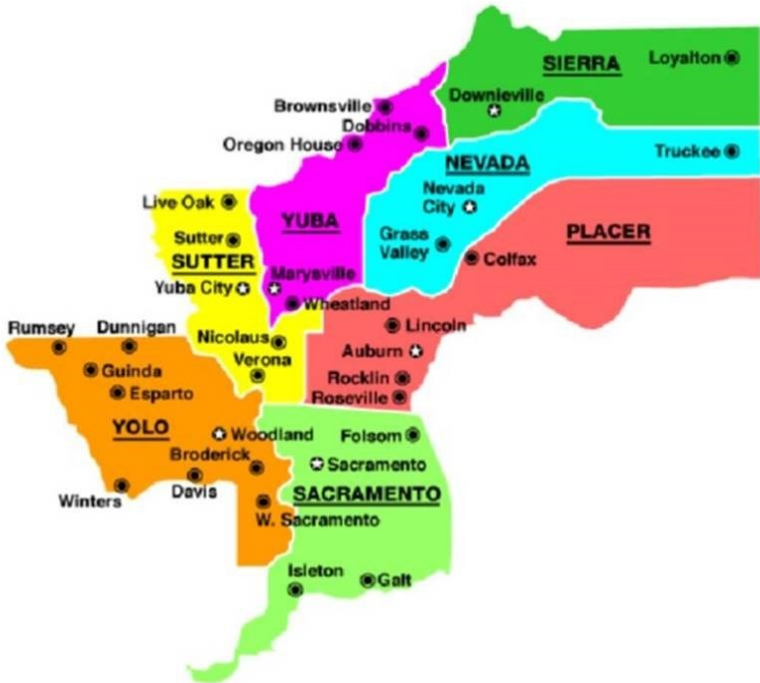 SIERRA
Loyalton
Downieville
Brownsville
Dobbins
Oregon House
NEVADA
Truckee
Nevada
City
Live Oak
YUBA
PLACER
Sutter
Grass
Valley
SUTTER
Colfax
Marysville
Yuba City
Wheatland
Rumsey
Dunnigan
Nicolaus
Lincoln
Verona
Auburn
Guinda
Rocklin
Esparto
Roseville
YOLO
Woodland
Folsom
Broderick
Sacramento
Winters
Davis
SACRAMENTO
W. Sacramento
Isleton
Galt